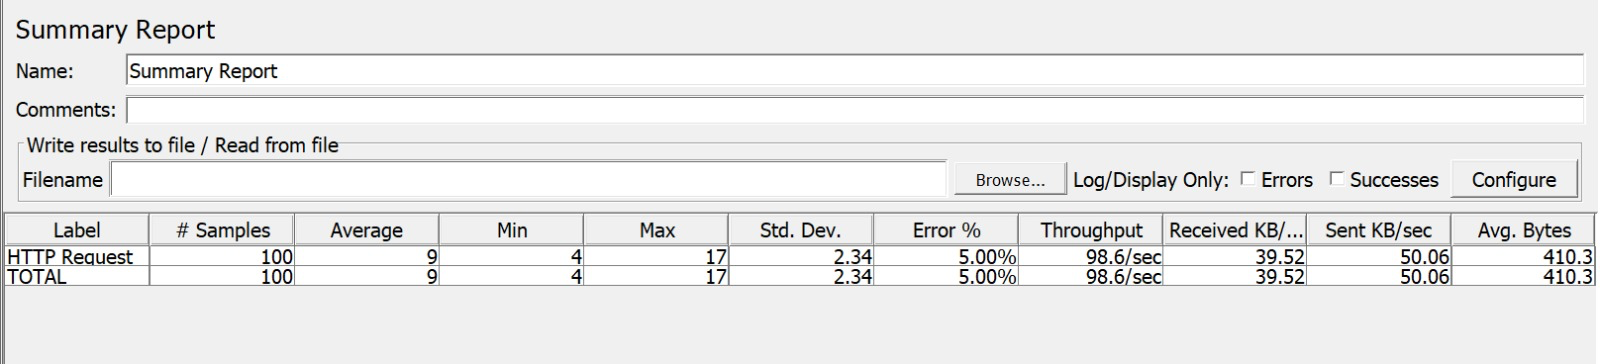 Summary Report
Name: Summary Report
Comments:
Write results to file / Read from file
Filename Browse... Log/Display Only: Errors Successes Configure
Label # Samples Average Min Max Std. Dev. Error % Throughput Received KB/... Sent KB/sec Avg. Bytes
HTTP Request 100 9 4 17 2.34 5.00% 98.6/sec 39.52 50.06 410.3
TOTAL 100 9 4 17 2.34 5.00% 98.6/sec 39.52 50.06 410.3